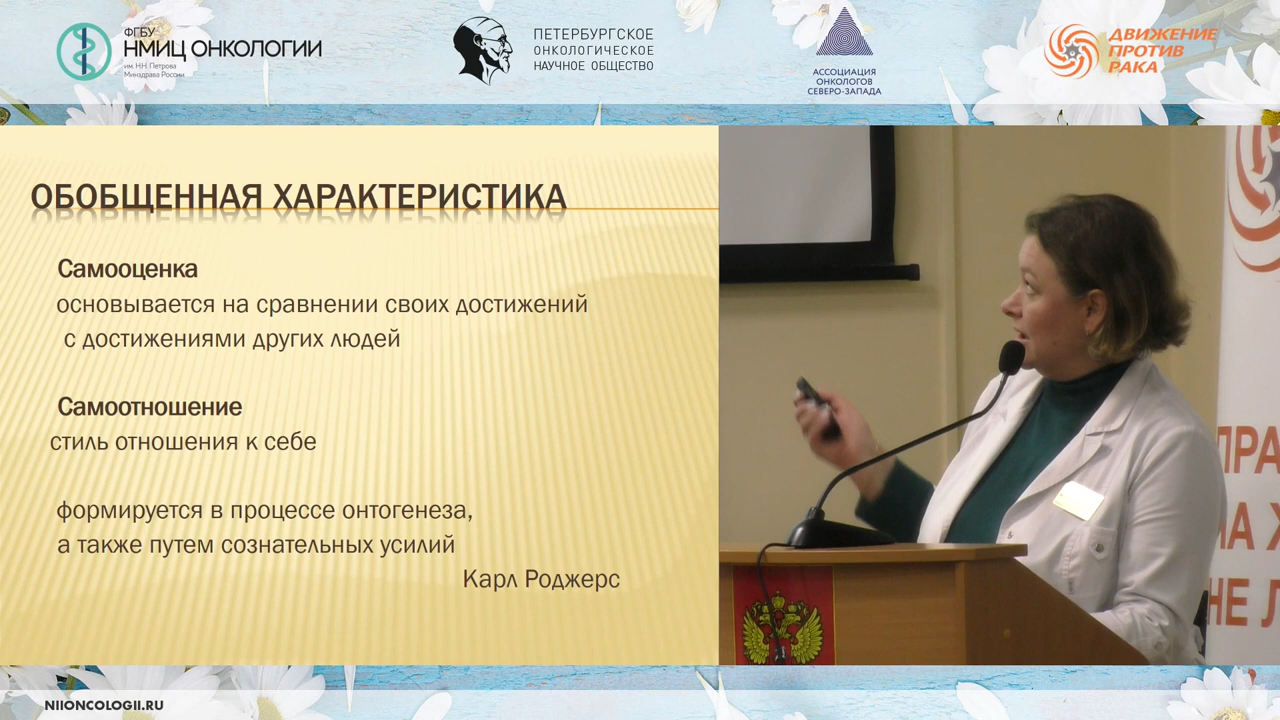 ФГБУ
НМИЦ ОНКОЛОГИИ
им. Н.Н. Петрова
Минздрава России
ПЕТЕРБУРГСКОЕ
ОНКОЛОГИЧЕСКОЕ
НАУЧНОЕ ОБЩЕСТВО
АССОЦИАЦИЯ
ОНКОЛОГОВ
СЕВЕРО-ЗАПАДА
ДВИЖЕНИЕ
ПРОТИВ
РАКА
ОБОБЩЕННАЯ ХАРАКТЕРИСТИКА
Самооценка
основывается на сравнении своих достижений
с достижениями других людей
Самоотношение
стиль отношения к себе
формируется в процессе онтогенеза,
а также путем сознательных усилий
Карл Роджерс
НЕ
NIIONCOLOGII.RU